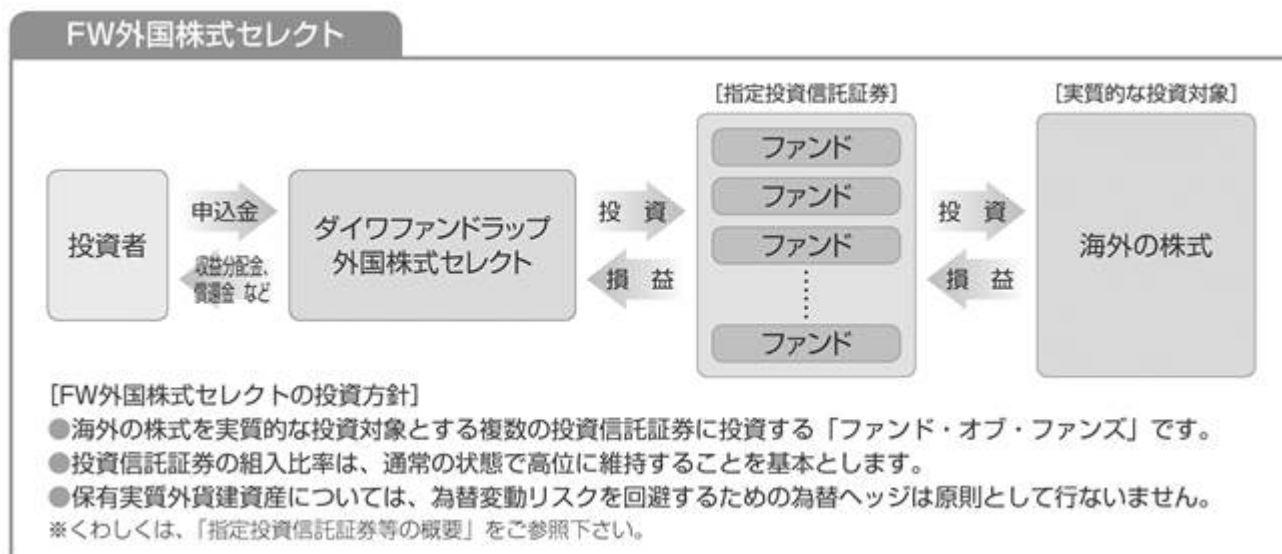 FW外国株式セレクト
[指定投資信託証券]
[実質的な投資対象]
投資者
申込金
収益分配金、
償還金 など
ダイワファンドラップ
外国株式セレクト
投 資
損 益
ファンド
ファンド
ファンド
ファンド
投 資
損 益
海外の株式
[FW外国株式セレクトの投資方針]
●海外の株式を実質的な投資対象とする複数の投資信託証券に投資する「ファンド・オブ・ファンズ」です。
●投資信託証券の組入比率は、通常の状態で高位に維持することを基本とします。
●保有実質外貨建資産については、為替変動リスクを回避するための為替ヘッジは原則として行ないません。
※くわしくは、「指定投資信託証券等の概要」をご参照下さい。